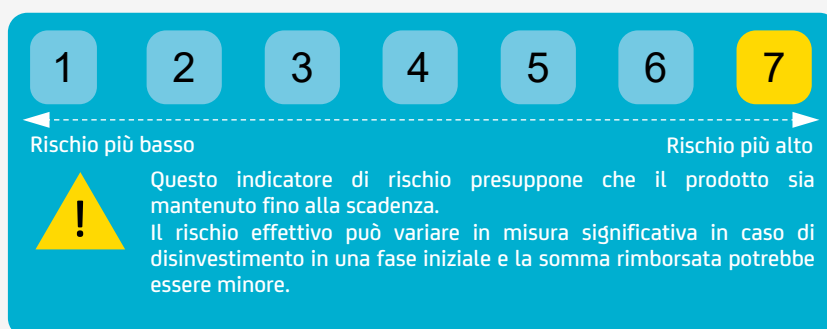 1 2 3 4 5 6 7
Rischio più basso Rischio più alto
!
Questo indicatore di rischio presuppone che il prodotto sia
mantenuto fino alla scadenza.
Il rischio effettivo può variare in misura significativa in caso di
disinvestimento in una fase iniziale e la somma rimborsata potrebbe
essere minore.